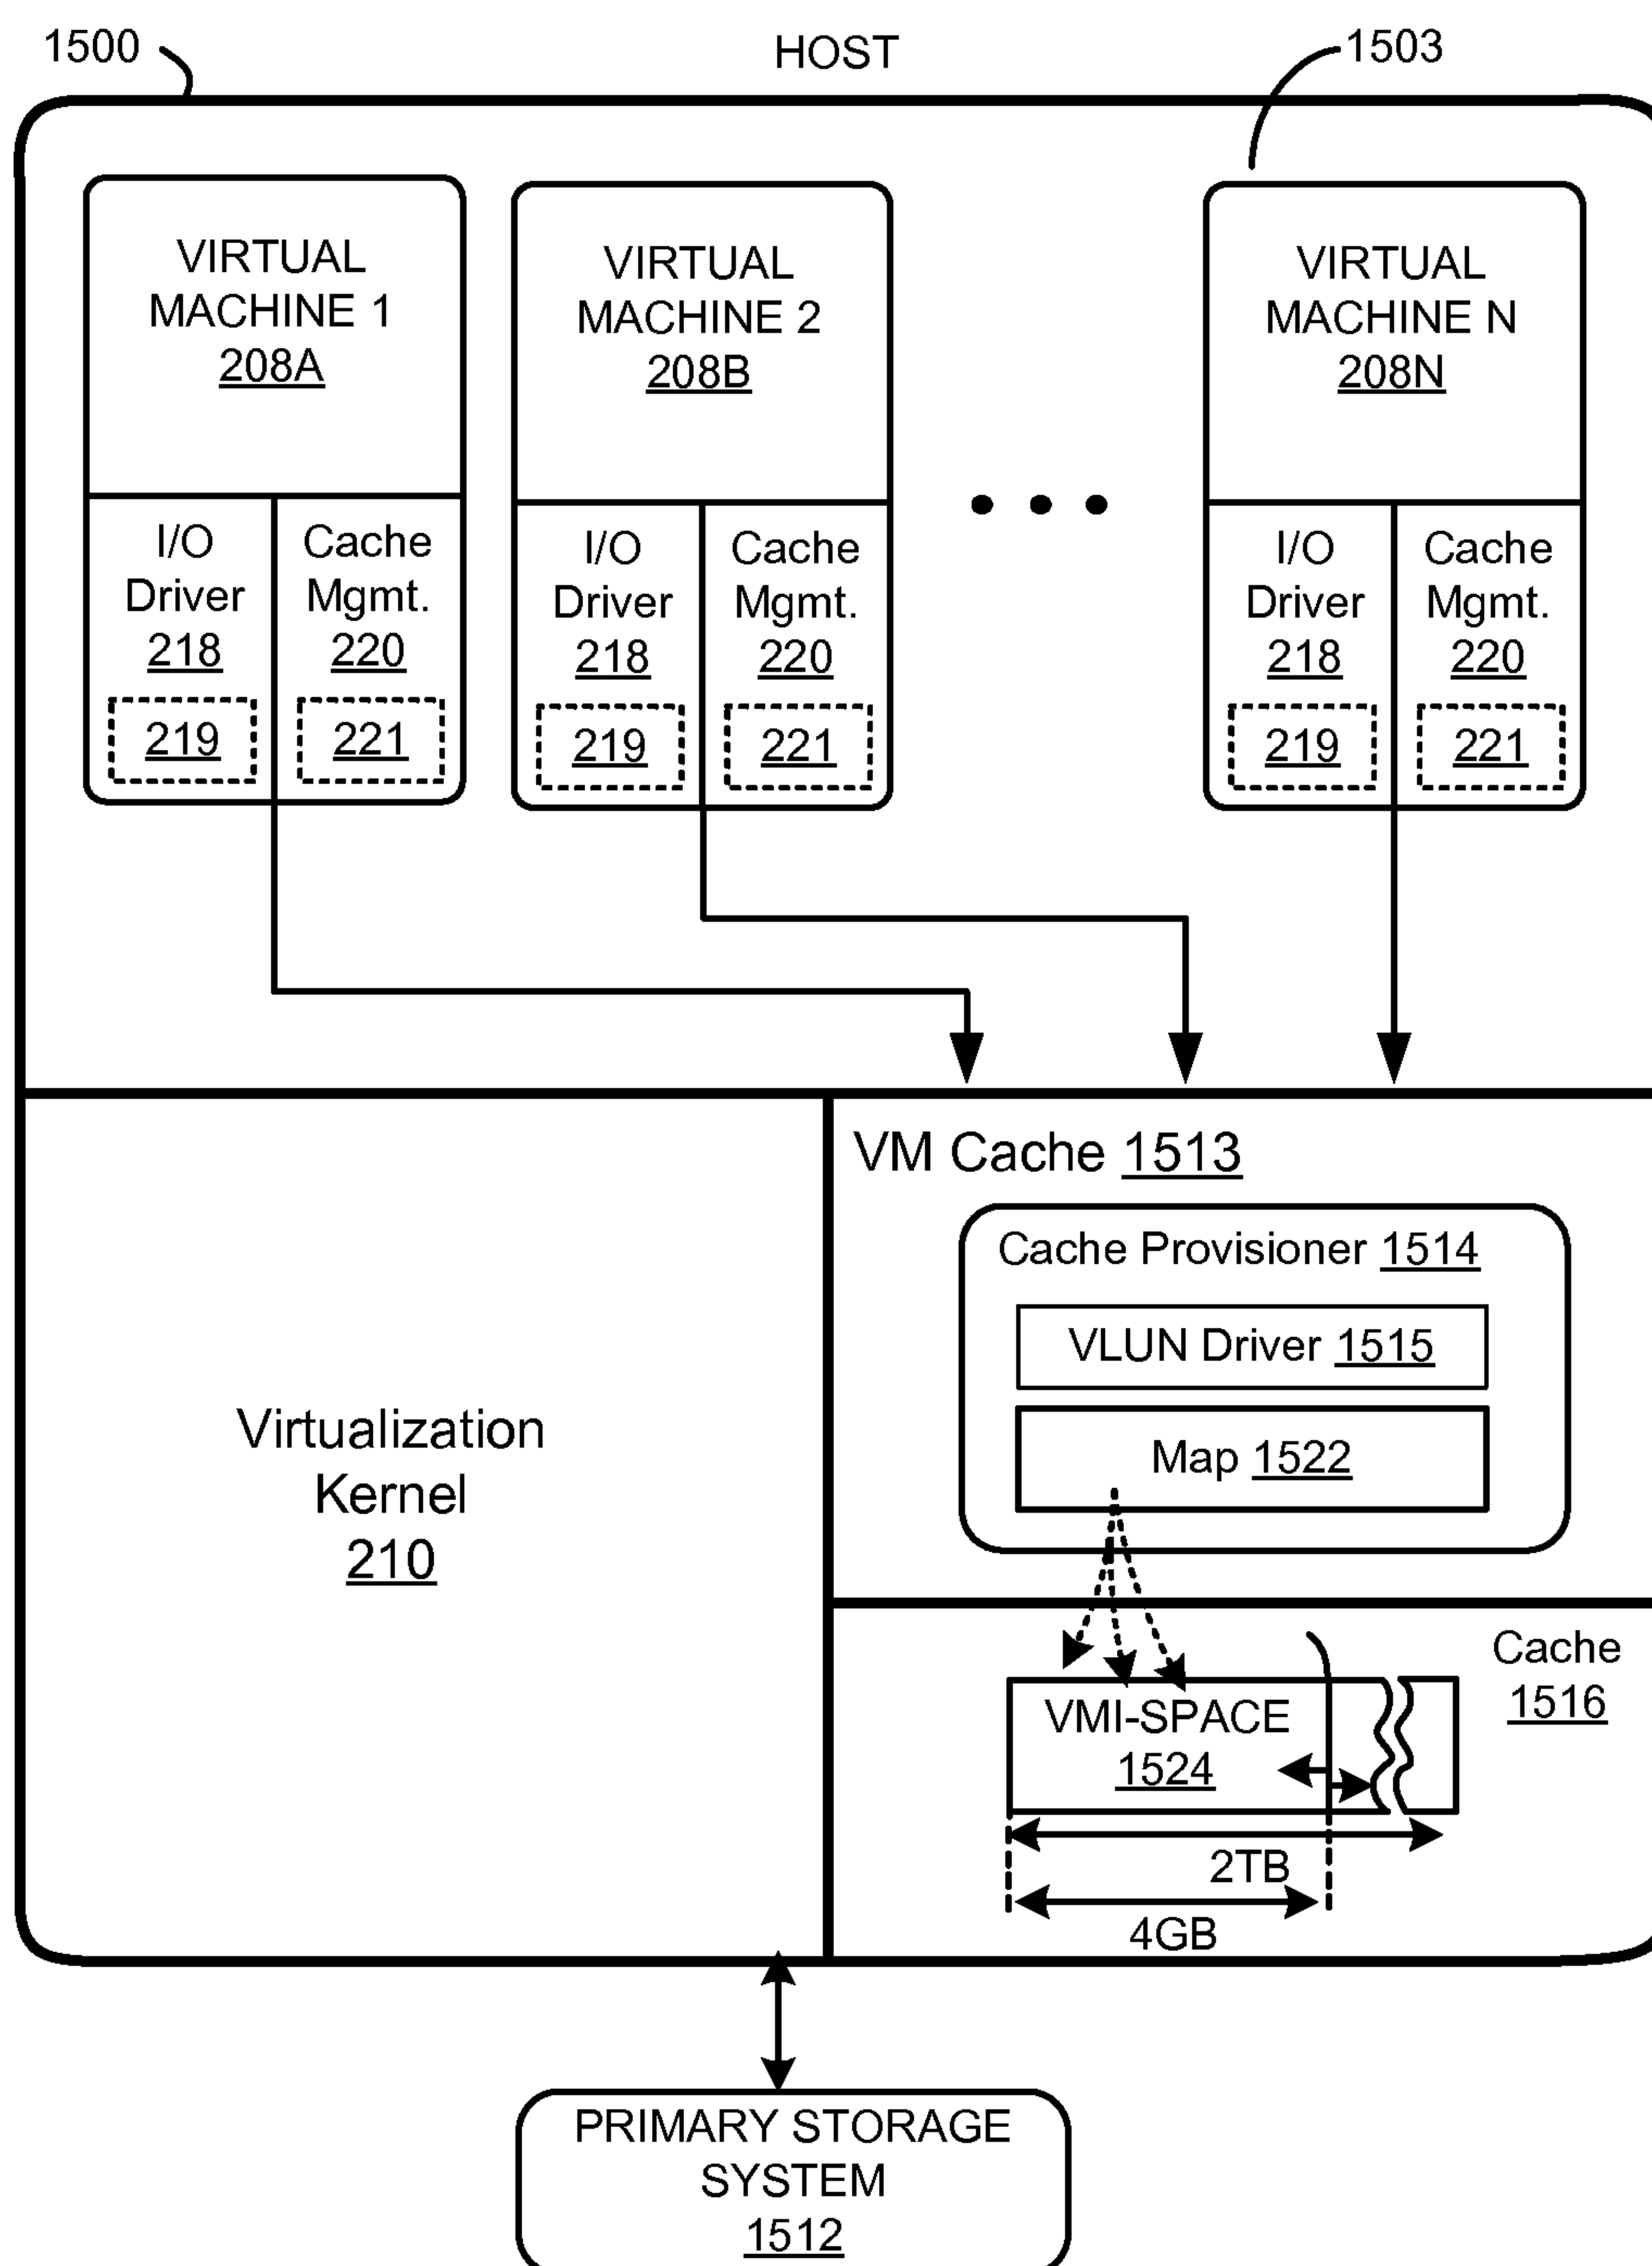 1500
HOST
1503
VIRTUAL
MACHINE 1
208A
I/O
Driver
218
219
Cache
Mgmt.
220
221
VIRTUAL
MACHINE 2
208B
I/O
Driver
218
219
Cache
Mgmt.
220
221
VIRTUAL
MACHINE N
208N
I/O
Driver
218
219
Cache
Mgmt.
220
221
Virtualization
Kernel
210
VM Cache 1513
Cache Provisioner 1514
VLUN Driver 1515
Map 1522
Cache
1516
VMI-SPACE
1524
2TB
4GB
PRIMARY STORAGE
SYSTEM
1512